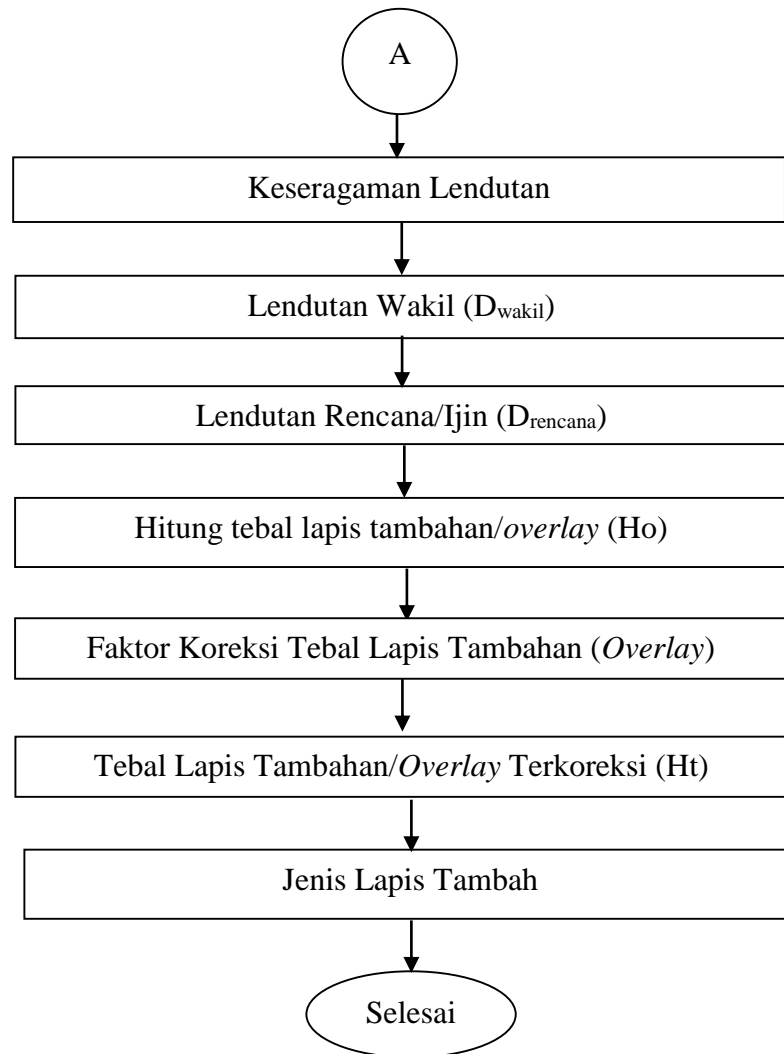 A
Keseragaman Lendutan
Lendutan Wakil (Dwakil)
Lendutan Rencana/Ijin (Drencana)
Hitung tebal lapis tambahan/overlay (Ho)
Faktor Koreksi Tebal Lapis Tambahan (Overlay)
Tebal Lapis Tambahan/Overlay Terkoreksi (Ht)
Jenis Lapis Tambah
Selesai